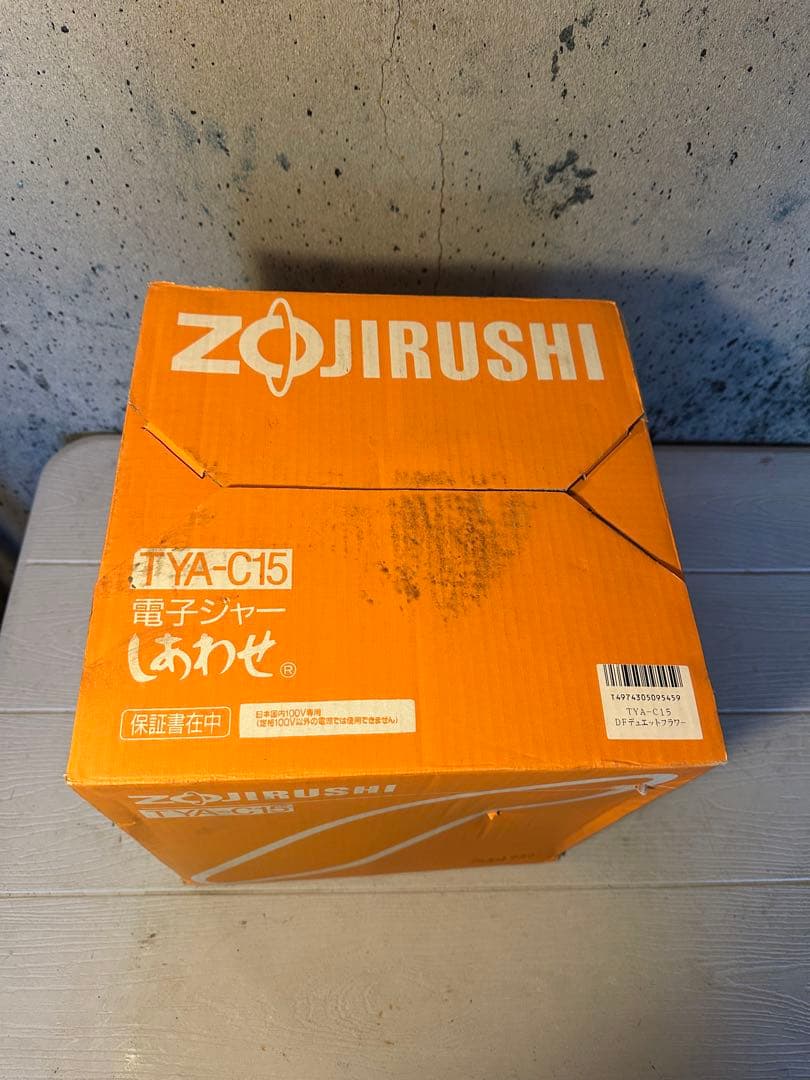 ZOJIRUSHI
TYA-C15
電子ジャー
しあわせ®
保証書在中
日本国内100V専用
(定格100V以外の電源では使用できません)
T4974305095459
TYA-C15
DFデュエットフラワー
ZOJIRUSHI
TYA-C15